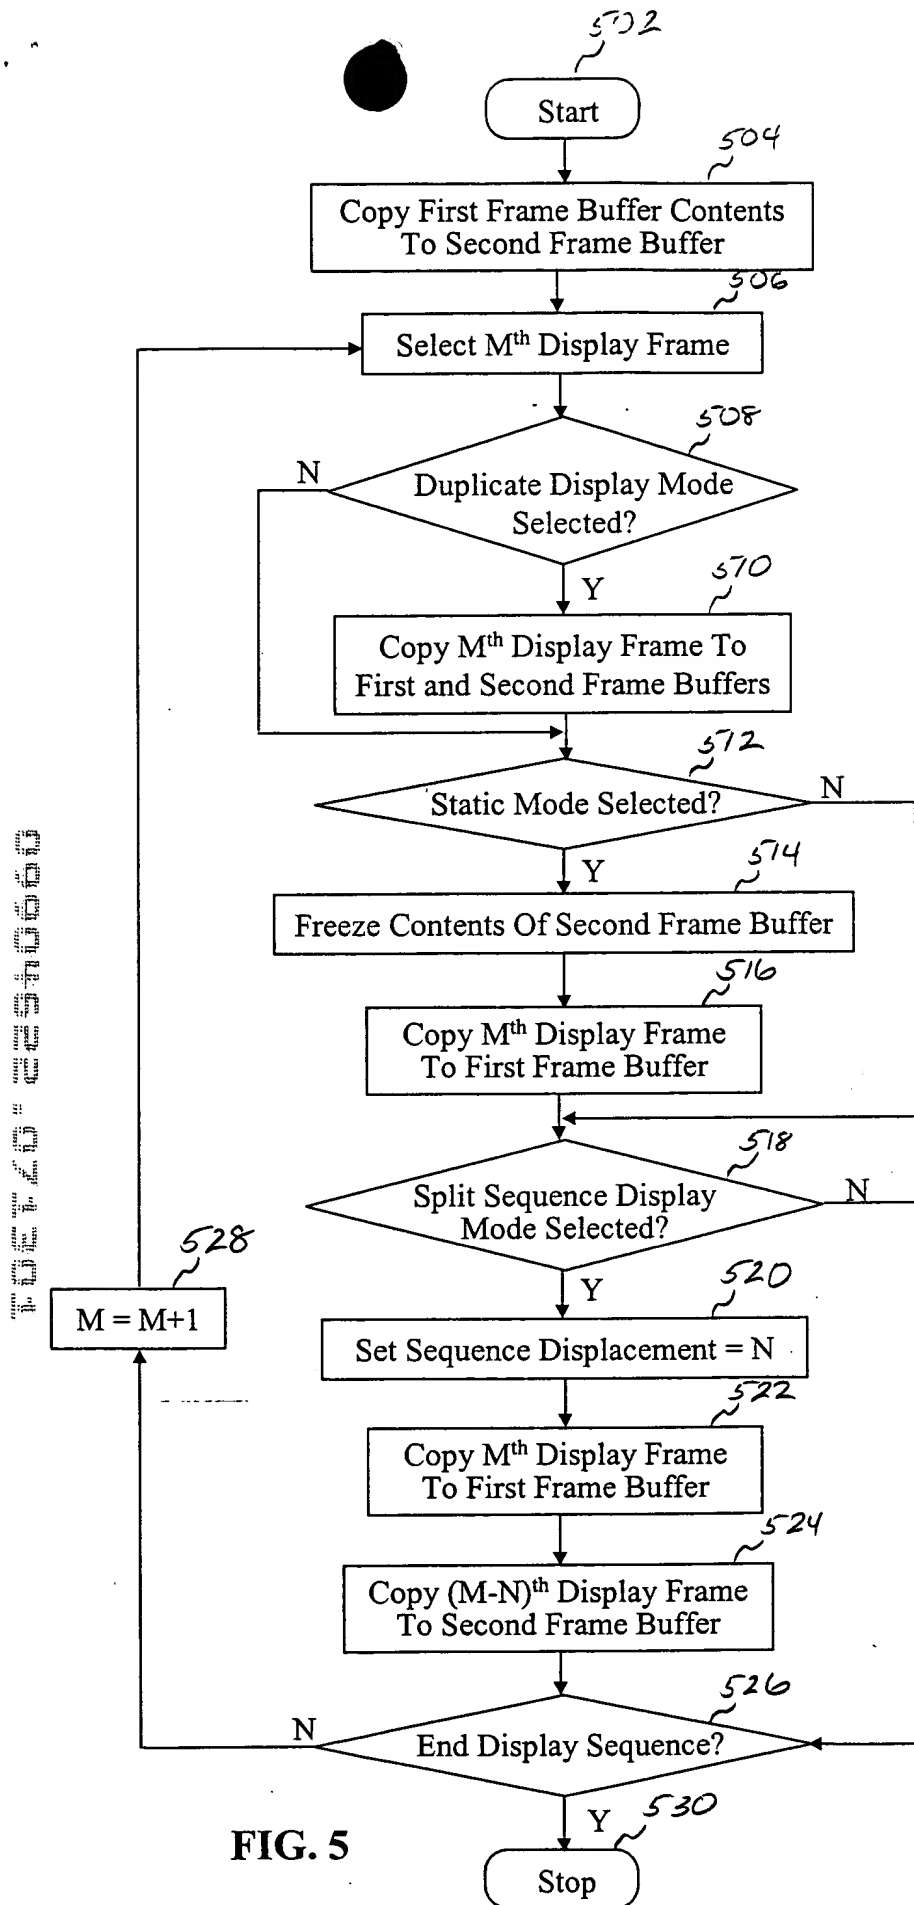 502
Start
504
Copy First Frame Buffer Contents
To Second Frame Buffer
506
Select Mth Display Frame
508
N
Duplicate Display Mode
Selected?
Y
510
Copy Mth Display Frame To
First and Second Frame Buffers
512
Static Mode Selected?
N
Y
514
Freeze Contents Of Second Frame Buffer
516
Copy Mth Display Frame
To First Frame Buffer
518
Split Sequence Display
Mode Selected?
N
528
M = M+1
Y
520
Set Sequence Displacement = N
522
Copy Mth Display Frame
To First Frame Buffer
524
Copy (M-N)th Display Frame
To Second Frame Buffer
526
N
End Display Sequence?
Y
530
FIG. 5
Stop